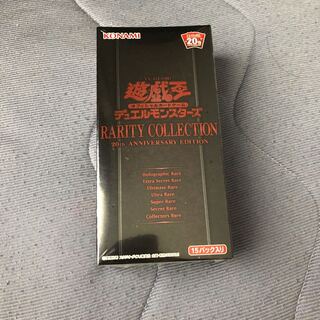 KONAMI
20th
遊戯王
オフィシャルカードゲーム
デュエルモンスターズ
RARITY COLLECTION
20th ANNIVERSARY EDITION
Holographic Rare
Extra Secret Rare
Ultimate Rare
Ultra Rare
Super Rare
Secret Rare
Collectors Rare
15パック入り